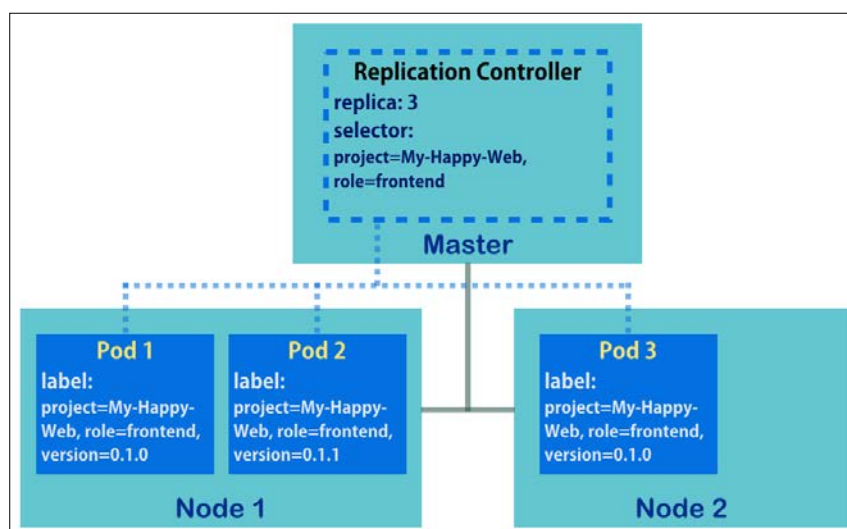 Replication Controller
replica: 3
selector:
project=My-Happy-Web,
role=frontend
Master
Pod 1
label:
project=My-Happy-
Web, role=frontend,
version=0.1.0
Pod 2
label:
project=My-Happy-
Web, role=frontend,
version=0.1.1
Node 1
Pod 3
label:
project=My-Happy-
Web, role=frontend,
version=0.1.0
Node 2